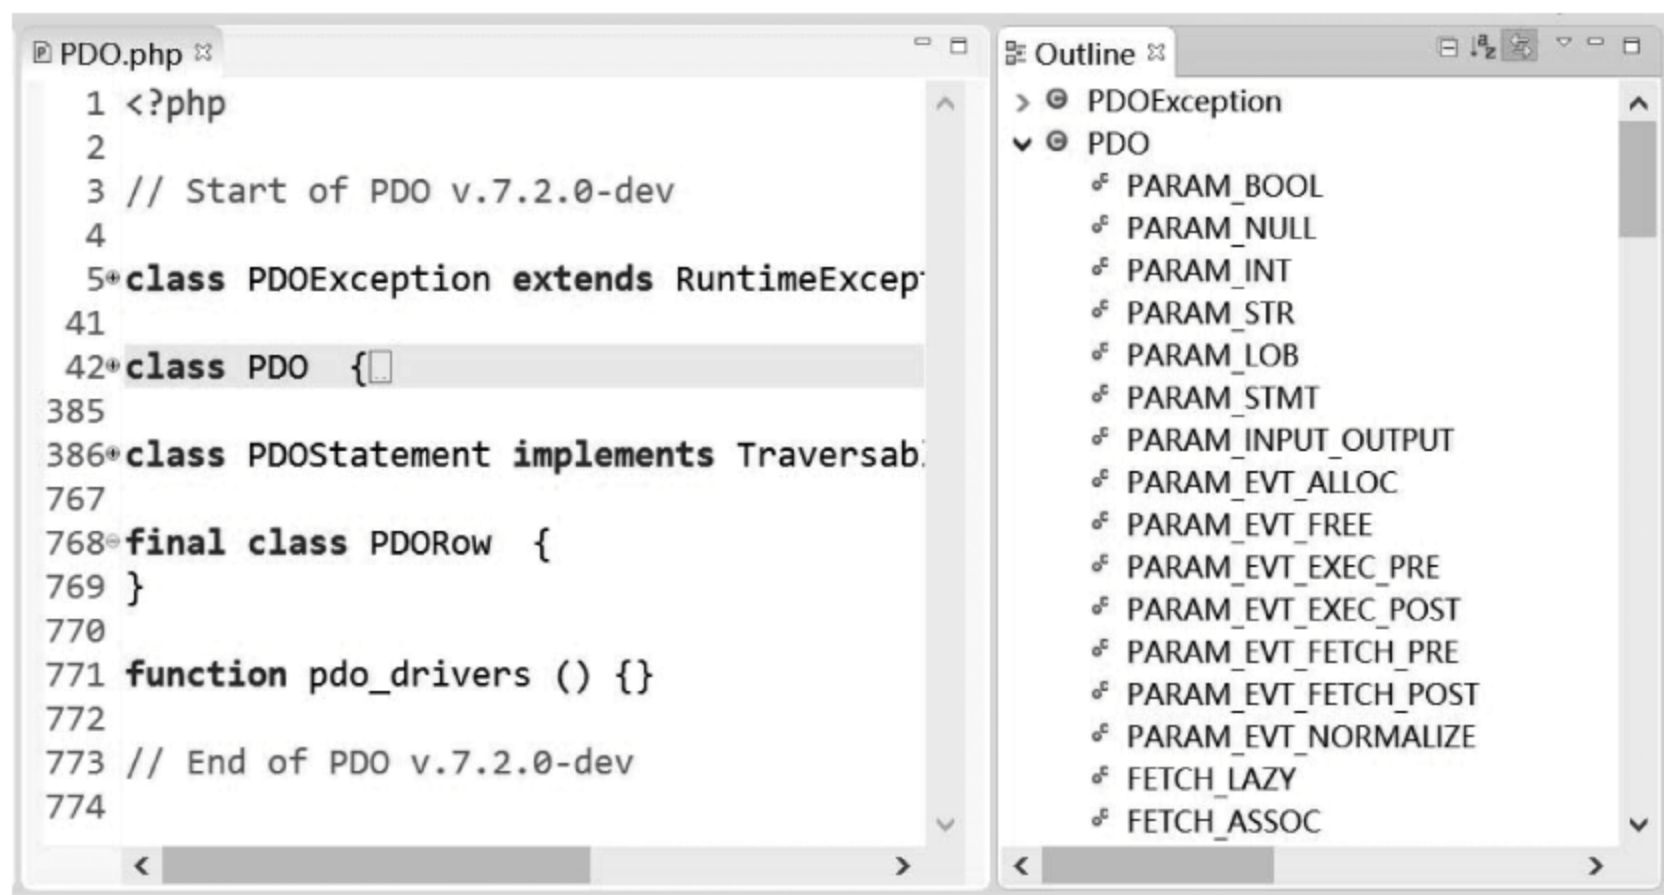 PDO.php
1 <?php
2
3 // Start of PDO v.7.2.0-dev
4
5 class PDOException extends RuntimeExcep
41
42 class PDO {
385
386 class PDOStatement implements Traversab
767
768 final class PDORow {
769 }
770
771 function pdo_drivers () {}
772
773 // End of PDO v.7.2.0-dev
774
Outline
PDOException
PDO
PARAM_BOOL
PARAM_NULL
PARAM_INT
PARAM_STR
PARAM_LOB
PARAM_STMT
PARAM_INPUT_OUTPUT
PARAM_EVT_ALLOC
PARAM_EVT_FREE
PARAM_EVT_EXEC_PRE
PARAM_EVT_EXEC_POST
PARAM_EVT_FETCH_PRE
PARAM_EVT_FETCH_POST
PARAM_EVT_NORMALIZE
FETCH_LAZY
FETCH_ASSOC